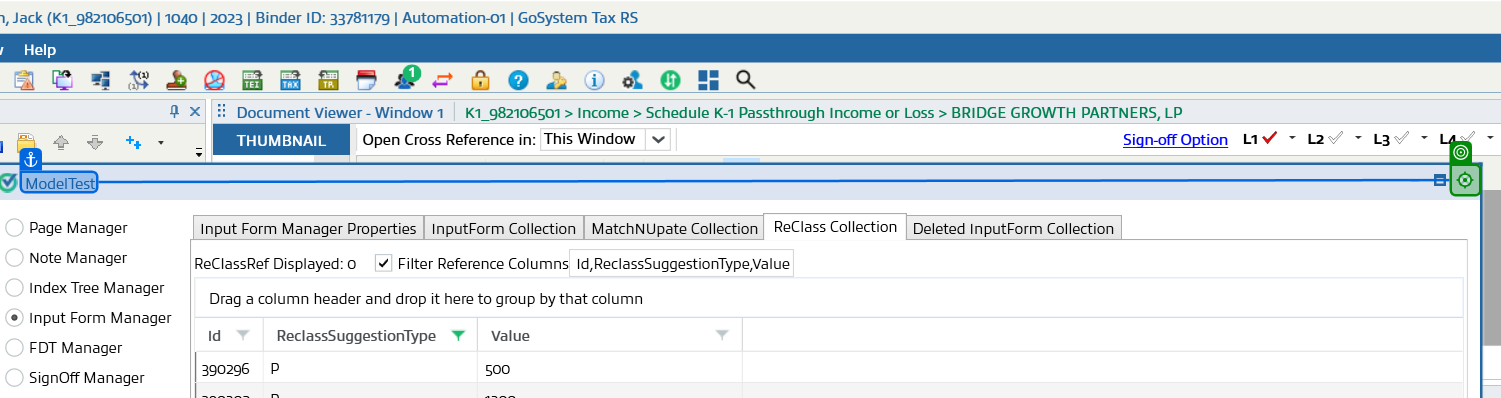 n, Jack (K1_982106501) | 1040 | 2023 | Binder ID: 33781179 | Automation-01 | GoSystem Tax RS
Help
TEI TAX TR 1
Document Viewer - Window 1 K1_982106501 > Income > Schedule K-1 Passthrough Income or Loss > BRIDGE GROWTH PARTNERS, LP
THUMBNAIL Open Cross Reference in: This Window Sign-off Option L1 L2 L3 L4
ModelTest
Page Manager
Note Manager
Index Tree Manager
Input Form Manager
FDT Manager
SignOff Manager
Input Form Manager Properties InputForm Collection MatchNUpate Collection ReClass Collection Deleted InputForm Collection
ReClassRef Displayed: 0 Filter Reference Columns Id,ReclassSuggestionType,Value
Drag a column header and drop it here to group by that column
Id ReclassSuggestionType Value
390296 P 500